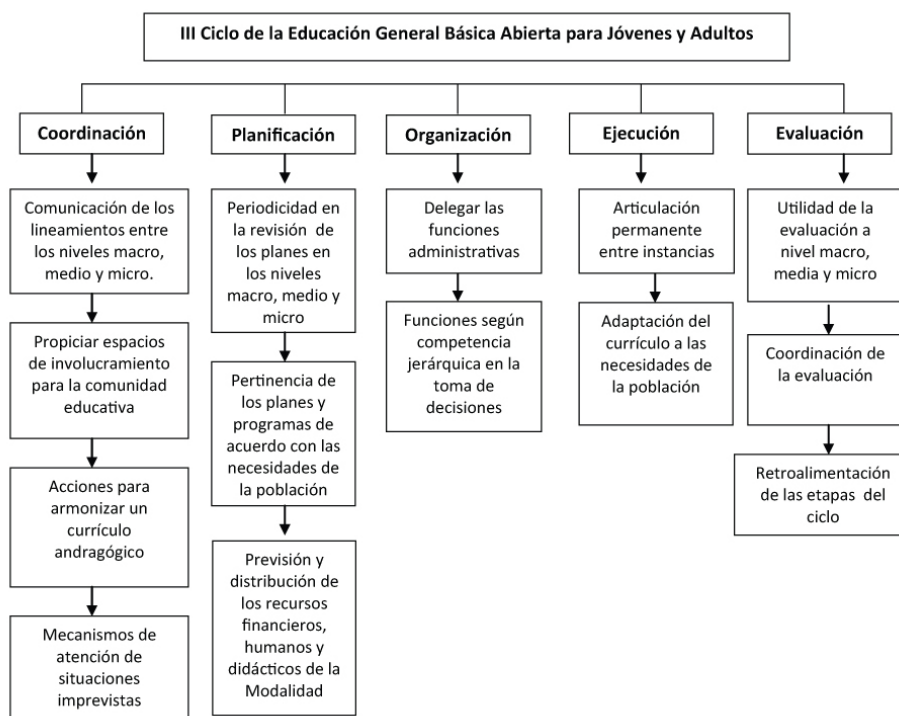 III Ciclo de la Educación General Básica Abierta para Jóvenes y Adultos
Coordinación
Comunicación de los
lineamientos entre
los niveles macro,
medio y micro.
Propiciar espacios
de involucramiento
para la comunidad
educativa
Acciones para
armonizar un
currículo
andragógico
Mecanismos de
atención de
situaciones
imprevistas
Planificación
Periodicidad en
la revisión de
los planes en
los niveles
macro, medio y
micro
Pertinencia de
los planes y
programas de
acuerdo con las
necesidades de
la población
Previsión y
distribución de
los recursos
financieros,
humanos y
didácticos de la
Modalidad
Organización
Delegar las
funciones
administrativas
Funciones según
competencia
jerárquica en la
toma de
decisiones
Ejecución
Articulación
permanente
entre instancias
Adaptación del
currículo a las
necesidades de
la población
Evaluación
Utilidad de la
evaluación a
nivel macro,
media y micro
Coordinación de
la evaluación
Retroalimentación
de las etapas del
ciclo